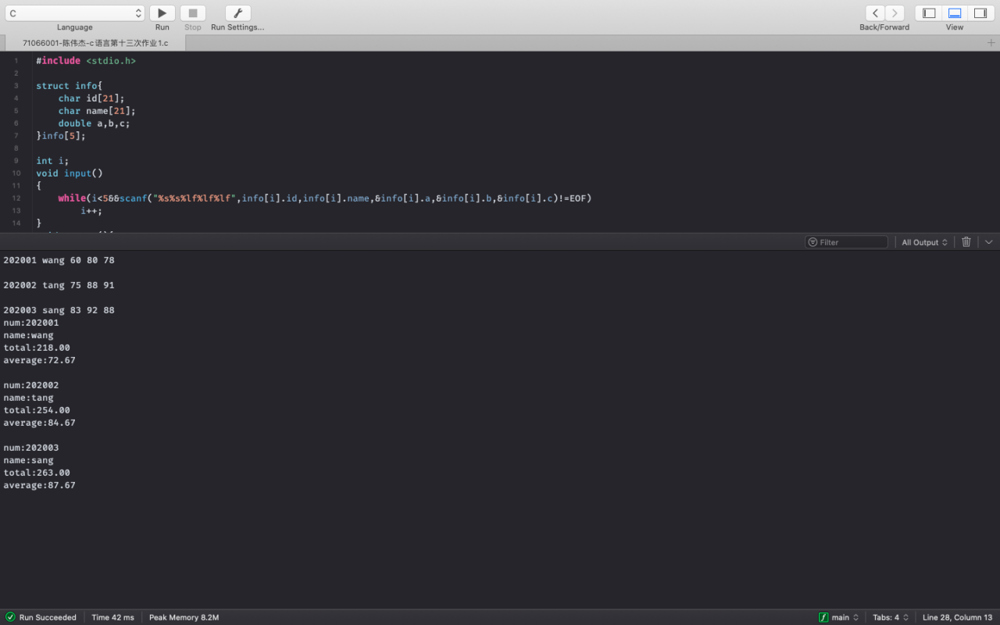 C
Language
Run
Stop
Run Settings...
Back/Forward
View
71066001-陈伟杰-c语言第十三次作业1.c
1 #include <stdio.h>
2
3 struct info{
4 char id[21];
5 char name[21];
6 double a,b,c;
7 }info[5];
8
9 int i;
10 void input()
11 {
12 while(i<5&&scanf("%s%s%lf%lf%lf",info[i].id,info[i].name,&info[i].a,&info[i].b,&info[i].c)!=EOF)
13 i++;
14 }
Filter
All Output
202001 wang 60 80 78
202002 tang 75 88 91
202003 sang 83 92 88
num:202001
name:wang
total:218.00
average:72.67
num:202002
name:tang
total:254.00
average:84.67
num:202003
name:sang
total:263.00
average:87.67
Run Succeeded
Time 42 ms
Peak Memory 8.2M
main
Tabs: 4
Line 28, Column 13